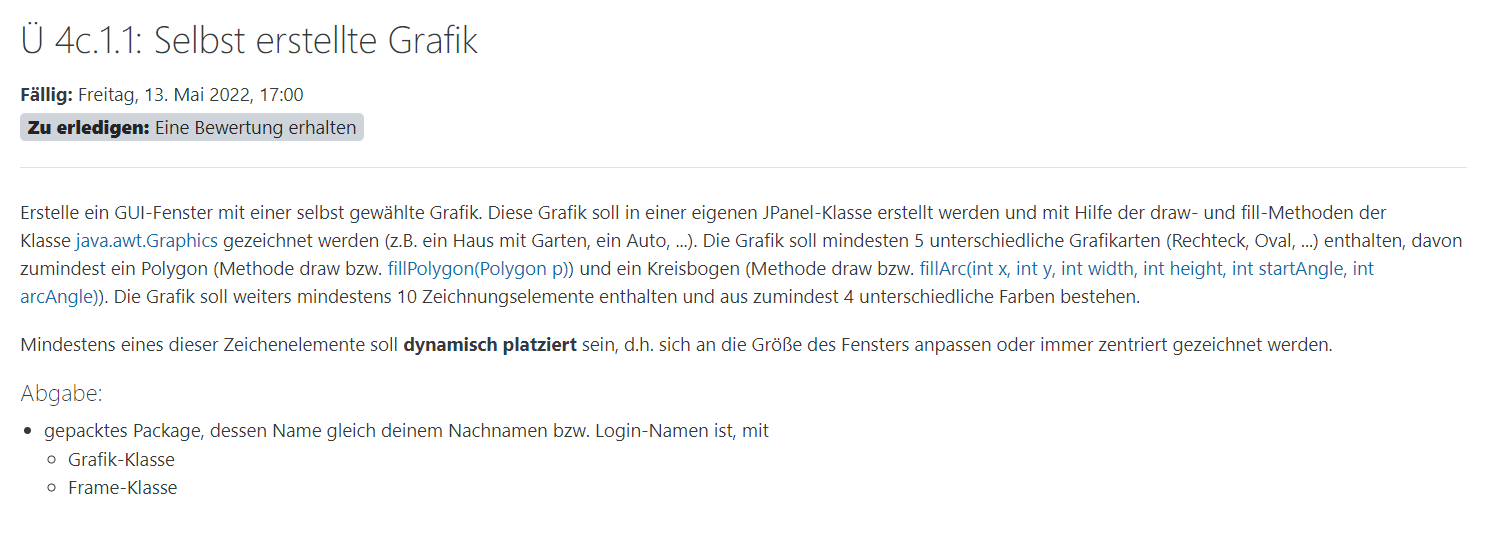 Ü 4c.1.1: Selbst erstellte Grafik
Fällig: Freitag, 13. Mai 2022, 17:00
Zu erledigen: Eine Bewertung erhalten
Erstelle ein GUI-Fenster mit einer selbst gewählte Grafik. Diese Grafik soll in einer eigenen JPanel-Klasse erstellt werden und mit Hilfe der draw- und fill-Methoden der
Klasse java.awt.Graphics gezeichnet werden (z.B. ein Haus mit Garten, ein Auto, ...). Die Grafik soll mindesten 5 unterschiedliche Grafikarten (Rechteck, Oval, ...) enthalten, davon
zumindest ein Polygon (Methode draw bzw. fillPolygon(Polygon p)) und ein Kreisbogen (Methode draw bzw. fillArc(int x, int y, int width, int height, int startAngle, int
arcAngle)). Die Grafik soll weiters mindestens 10 Zeichnungselemente enthalten und aus zumindest 4 unterschiedliche Farben bestehen.
Mindestens eines dieser Zeichenelemente soll dynamisch platziert sein, d.h. sich an die Größe des Fensters anpassen oder immer zentriert gezeichnet werden.
Abgabe:
• gepacktes Package, dessen Name gleich deinem Nachnamen bzw. Login-Namen ist, mit
○ Grafik-Klasse
○ Frame-Klasse